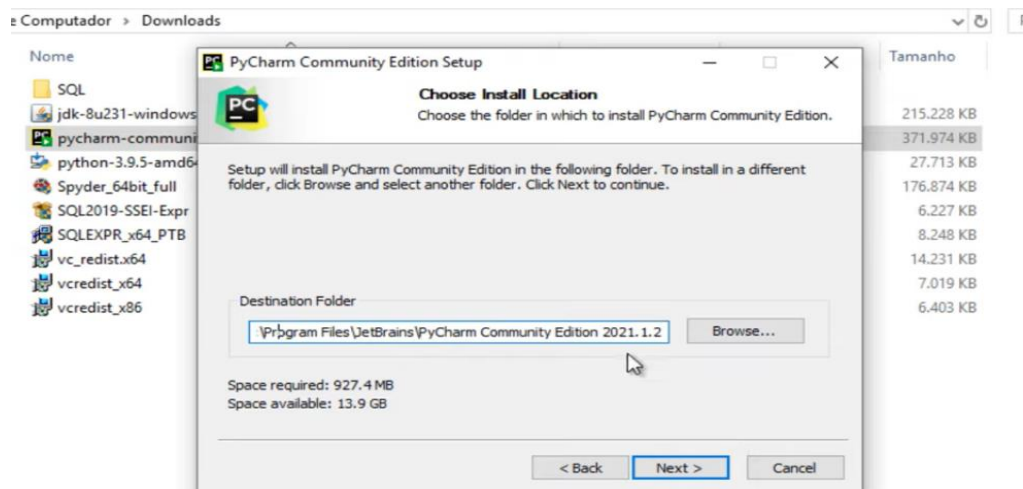 e Computador > Downloads
Nome
Tamanho
SQL
jdk-8u231-windows
215.228 KB
pycharm-communi
371.974 KB
python-3.9.5-amd6
27.713 KB
Spyder_64bit_full
176.874 KB
SQL2019-SSEI-Expr
6.227 KB
SQLEXPR_x64_PTB
8.248 KB
vc_redist.x64
14.231 KB
vcredist_x64
7.019 KB
vcredist_x86
6.403 KB
PyCharm Community Edition Setup
PC
Choose Install Location
Choose the folder in which to install PyCharm Community Edition.
Setup will install PyCharm Community Edition in the following folder. To install in a different
folder, click Browse and select another folder. Click Next to continue.
Destination Folder
:\Program Files\JetBrains\PyCharm Community Edition 2021.1.2
Browse...
Space required: 927.4 MB
Space available: 13.9 GB
< Back
Next >
Cancel